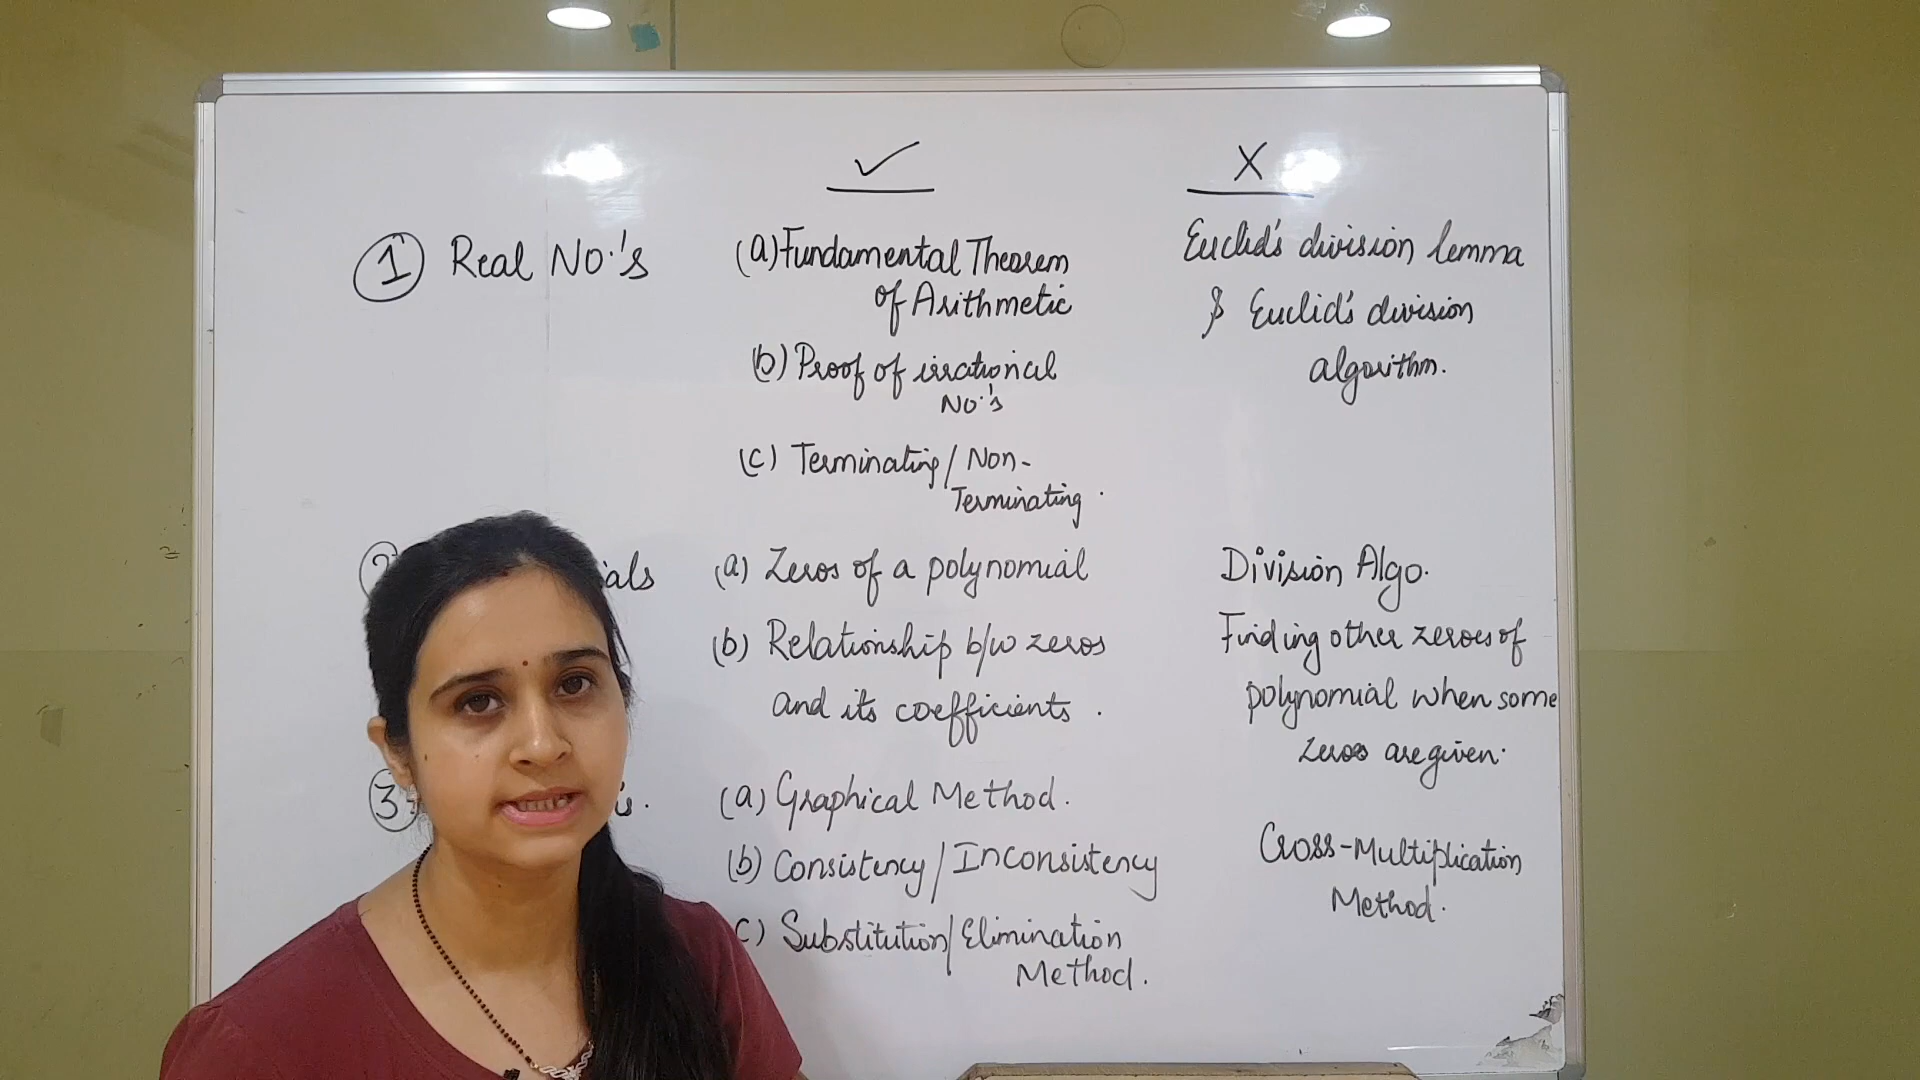 ✓ X
① Real No.'s (a) Fundamental Theorem Euclid's division lemma
of Arithmetic & Euclid's division
(b) Proof of irrational algorithm.
No.'s
(c) Terminating/Non-
Terminating.
(a) Zeros of a polynomial Division Algo.
(b) Relationship b/w zeros Finding other zeroes of
and its coefficients. polynomial when some
zeros are given.
③ (a) Graphical Method.
(b) Consistency/Inconsistency Cross-Multiplication
Method.
c) Substitution/Elimination
Method.